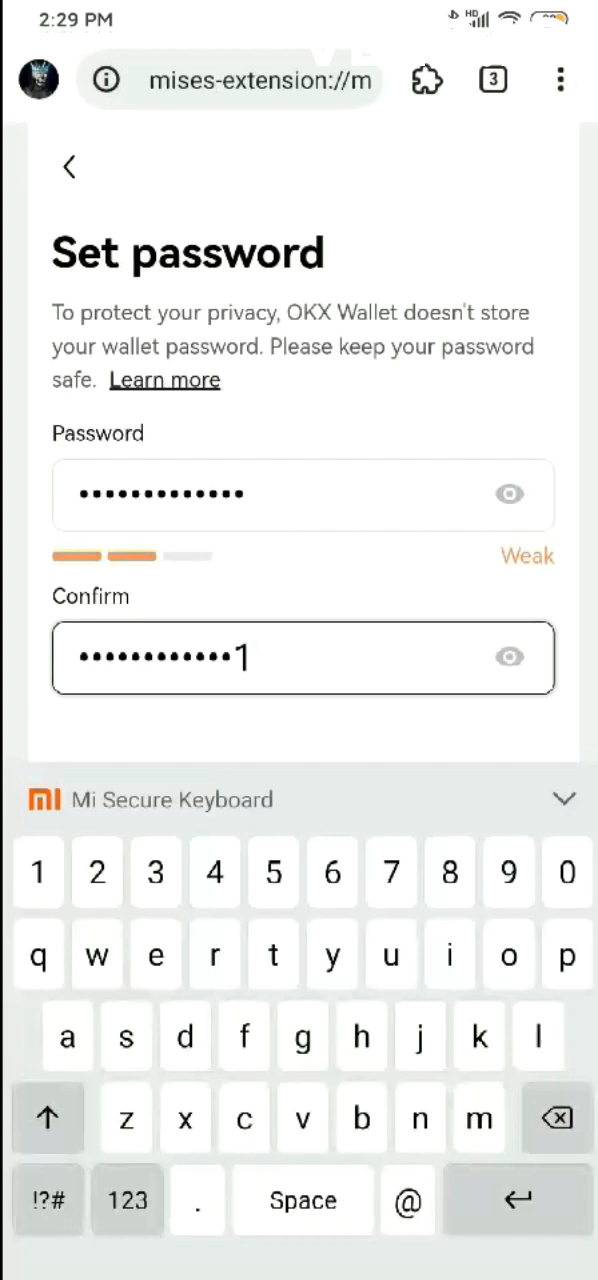 2:29 PM
HD
mises-extension://m
3
Set password
To protect your privacy, OKX Wallet doesn't store
your wallet password. Please keep your password
safe. Learn more
Password
•••••••••••••
Weak
Confirm
••••••••••••1
Mi Secure Keyboard
1 2 3 4 5 6 7 8 9 0
q w e r t y u i o p
a s d f g h j k l
z x c v b n m
!?# 123 . Space @